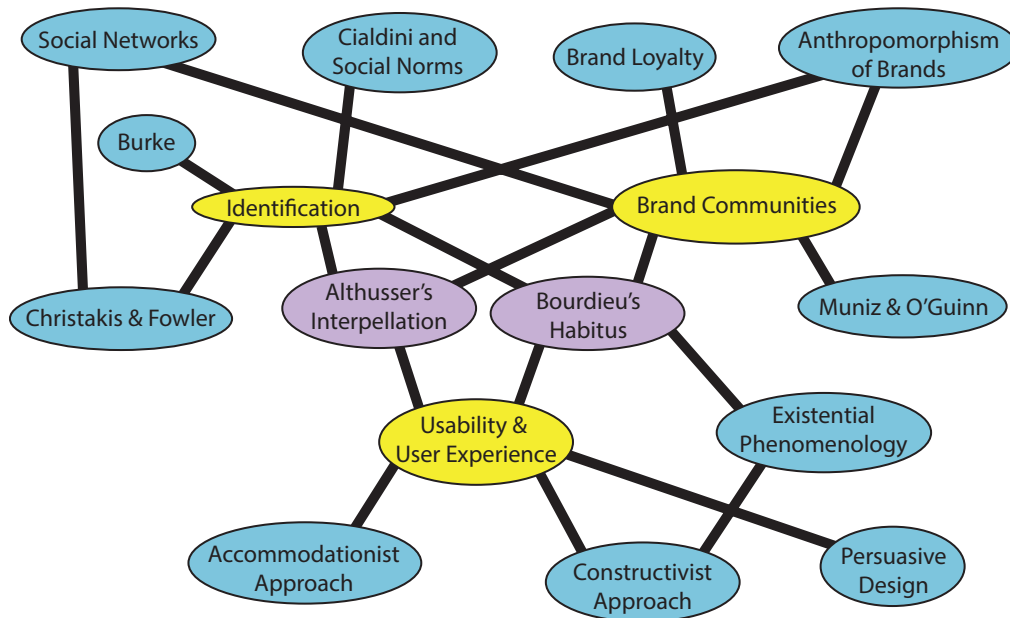 Social Networks
Cialdini and
Social Norms
Brand Loyalty
Anthropomorphism
of Brands
Burke
Identification
Brand Communities
Christakis & Fowler
Althusser's
Interpellation
Bourdieu's
Habitus
Muniz & O'Guinn
Usability &
User Experience
Existential
Phenomenology
Accommodationist
Approach
Constructivist
Approach
Persuasive
Design